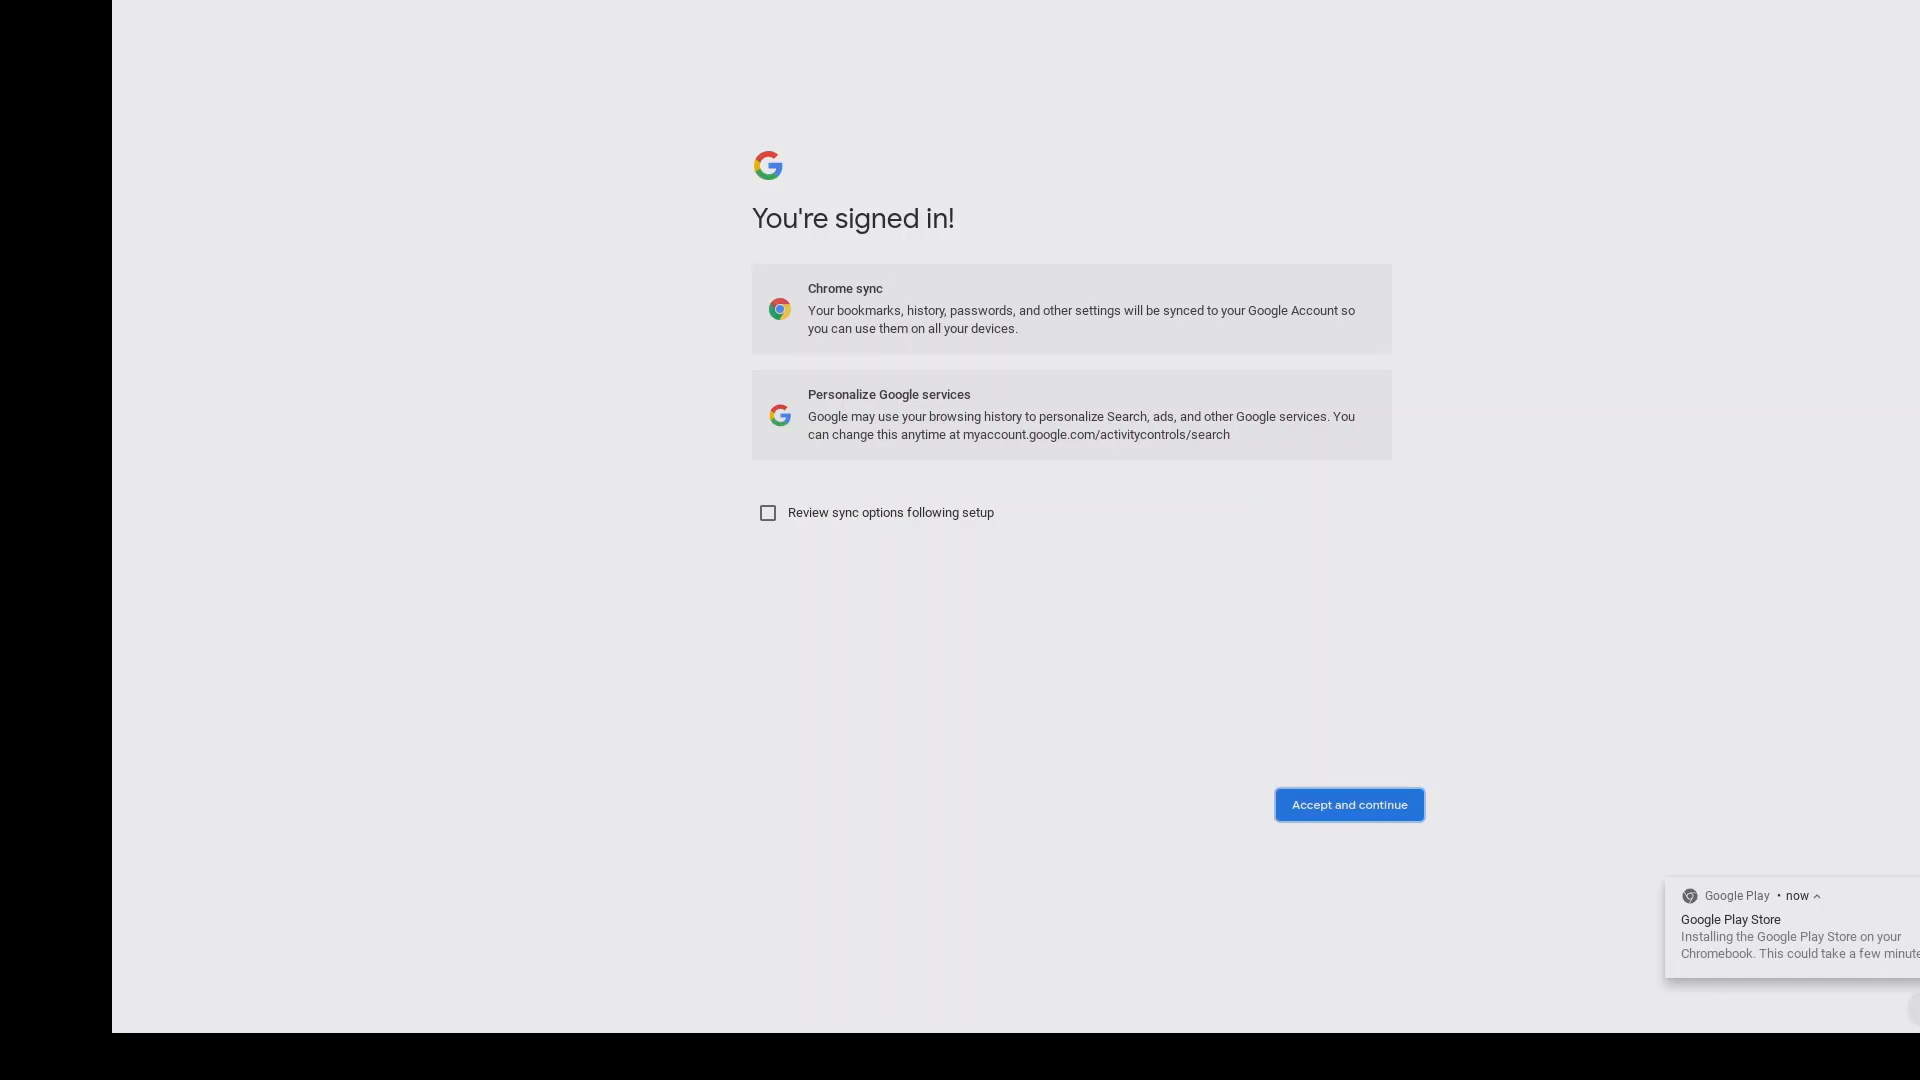 You're signed in!
Chrome sync
Your bookmarks, history, passwords, and other settings will be synced to your Google Account so
you can use them on all your devices.
Personalize Google services
Google may use your browsing history to personalize Search, ads, and other Google services. You
can change this anytime at myaccount.google.com/activitycontrols/search
Review sync options following setup
Accept and continue
Google Play • now
Google Play Store
Installing the Google Play Store on your
Chromebook. This could take a few minute